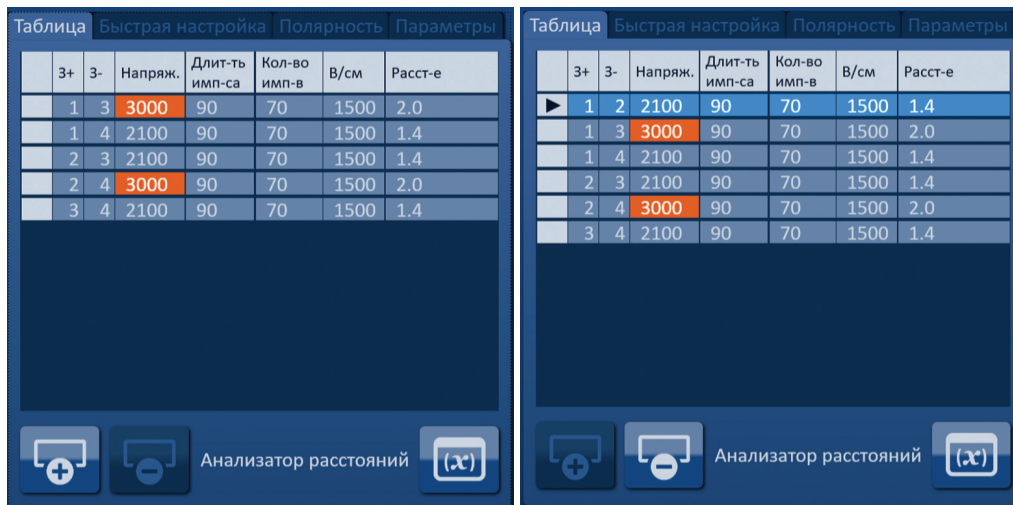 Таблица Быстрая настройка Полярность Параметры
З+ З- Напряж. Длит-ть имп-са Кол-во имп-в В/см Расст-е
1 3 3000 90 70 1500 2.0
1 4 2100 90 70 1500 1.4
2 3 2100 90 70 1500 1.4
2 4 3000 90 70 1500 2.0
3 4 2100 90 70 1500 1.4
Анализатор расстояний
(x)
Таблица Быстрая настройка Полярность Параметры
З+ З- Напряж. Длит-ть имп-са Кол-во имп-в В/см Расст-е
1 2 2100 90 70 1500 1.4
1 3 3000 90 70 1500 2.0
1 4 2100 90 70 1500 1.4
2 3 2100 90 70 1500 1.4
2 4 3000 90 70 1500 2.0
3 4 2100 90 70 1500 1.4
Анализатор расстояний
(x)